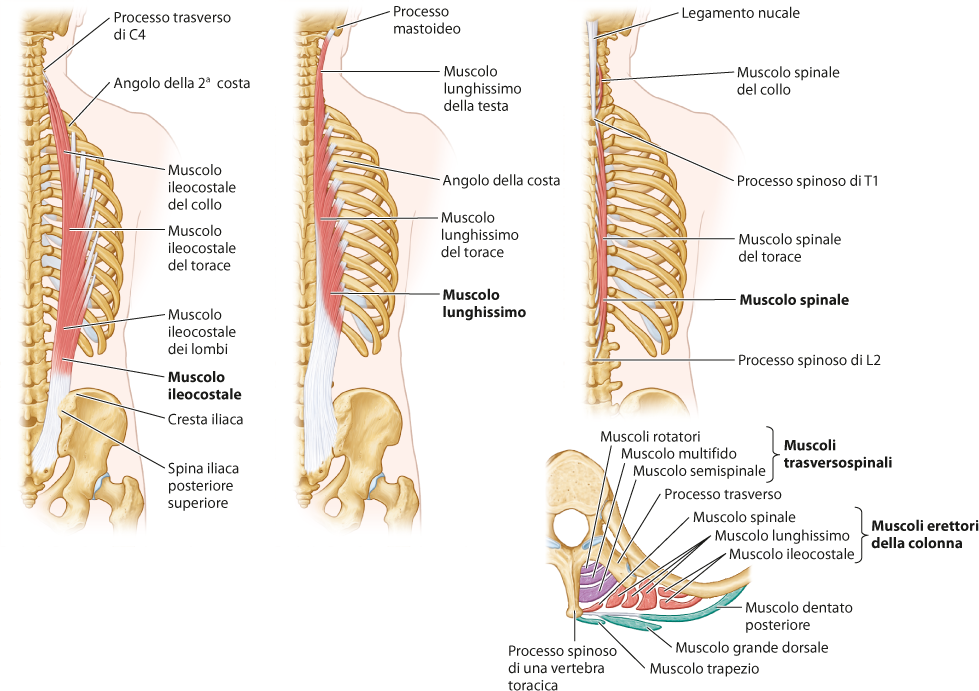 Processo trasverso
di C4
Angolo della 2ª costa
Muscolo
ileocostale
del collo
Muscolo
ileocostale
del torace
Muscolo
ileocostale
dei lombi
Muscolo
ileocostale
Cresta iliaca
Spina iliaca
posteriore
superiore
Processo
mastoideo
Muscolo
lunghissimo
della testa
Angolo della costa
Muscolo
lunghissimo
del torace
Muscolo
lunghissimo
Legamento nucale
Muscolo spinale
del collo
Processo spinoso di T1
Muscolo spinale
del torace
Muscolo spinale
Processo spinoso di L2
Muscoli rotatori
Muscolo multifido
Muscolo semispinale
Muscoli
trasversospinali
Processo trasverso
Muscolo spinale
Muscolo lunghissimo
Muscolo ileocostale
Muscoli erettori
della colonna
Muscolo dentato
posteriore
Muscolo grande dorsale
Muscolo trapezio
Processo spinoso
di una vertebra
toracica